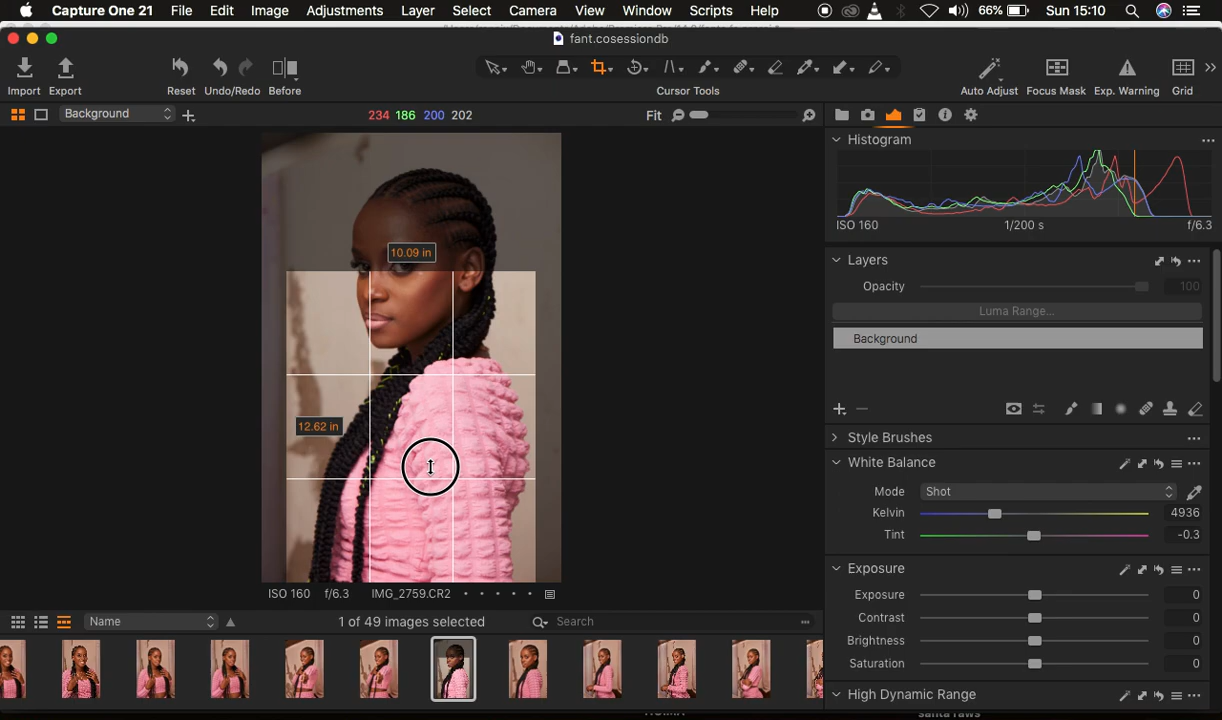 Capture One 21 File Edit Image Adjustments Layer Select Camera View Window Scripts Help 66% Sun 15:10
fant.cosessiondb
Import Export Reset Undo/Redo Before Cursor Tools Auto Adjust Focus Mask Exp. Warning Grid
Background 234 186 200 202 Fit
Histogram
ISO 160 1/200 s f/6.3
Layers
Opacity 100
Luma Range...
Background
Style Brushes
White Balance
Mode Shot
Kelvin 4936
Tint -0.3
Exposure
Exposure 0
Contrast 0
Brightness 0
Saturation 0
High Dynamic Range
10.09 in
12.62 in
ISO 160 f/6.3 IMG_2759.CR2
Name 1 of 49 images selected Search